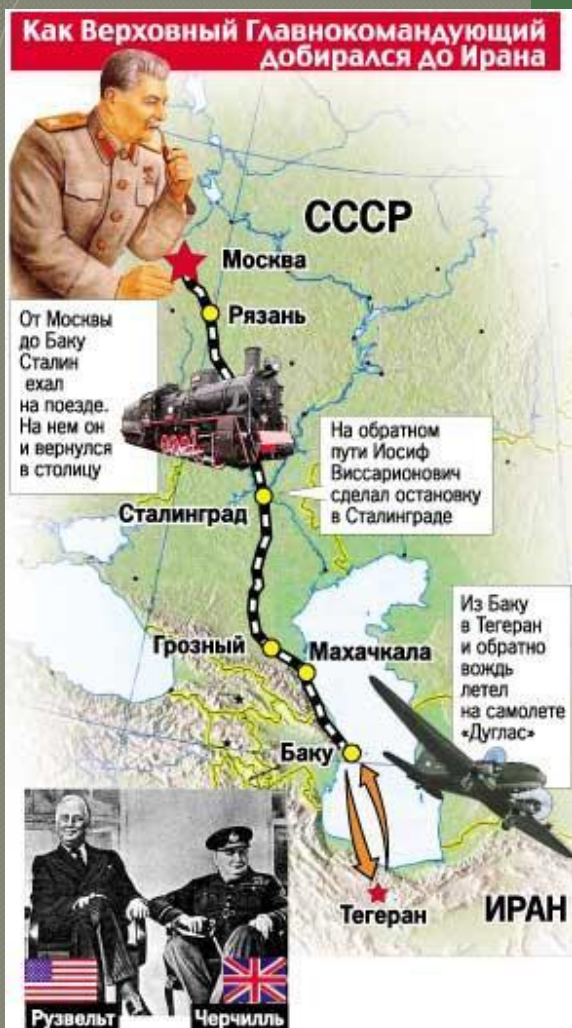 Как Верховный Главнокомандующий
добирался до Ирана
СССР
Москва
Рязань
От Москвы
до Баку
Сталин
ехал
на поезде.
На нем он
и вернулся
в столицу
На обратном
пути Иосиф
Виссарионович
сделал остановку
в Сталинграде
Сталинград
Грозный
Махачкала
Из Баку
в Тегеран
и обратно
вождь
летел
на самолете
«Дуглас»
Баку
Тегеран
ИРАН
Рузвельт
Черчилль